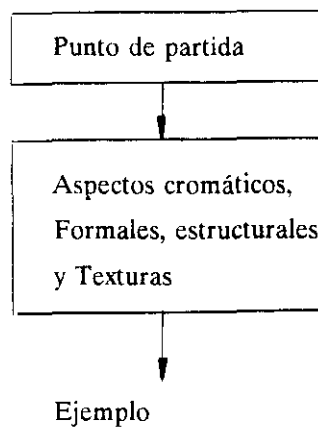 Punto de partida
Aspectos cromáticos,
Formales, estructurales
y Texturas
Ejemplo